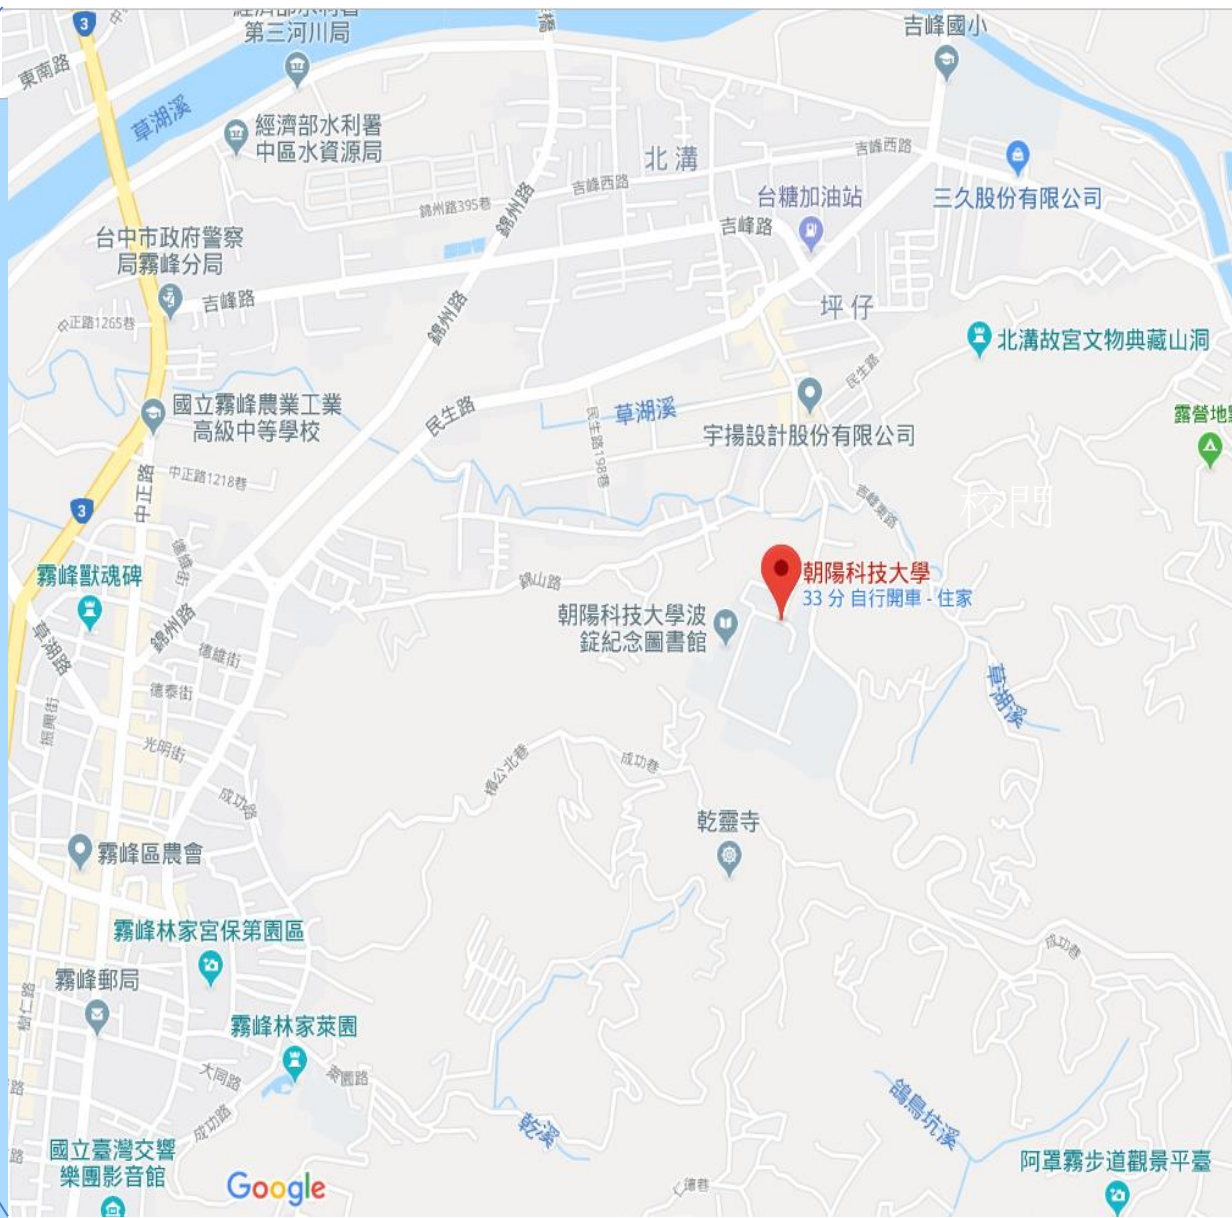 經濟部水利署
第三河川局
吉峰國小
3
東南路
草湖溪
經濟部水利署
中區水資源局
北溝
吉峰西路
吉峰西路
台糖加油站
三久股份有限公司
錦州路395巷
錦州路
吉峰路
台中市政府警察
局霧峰分局
吉峰路
錦州路
坪仔
中正路1265巷
北溝故宮文物典藏山洞
民生路
國立霧峰農業工業
高級中等學校
民生路
民生路198巷
草湖溪
宇揚設計股份有限公司
露營地
中正路1218巷
中正路
3
吉峰東路
校門
德維街
霧峰獸魂碑
錦山路
朝陽科技大學
33 分 自行開車 - 住家
朝陽科技大學波
錠紀念圖書館
草湖路
錦州路
德維街
德泰街
草湖溪
振興街
光明街
檳公北巷
成功巷
成功路
乾靈寺
霧峰區農會
霧峰林家宮保第園區
成功巷
霧峰郵局
樹仁路
霧峰林家萊園
大同路
萊園路
成功路
乾溪
鴿鳥坑溪
國立臺灣交響
樂團影音館
阿罩霧步道觀景平臺
Google